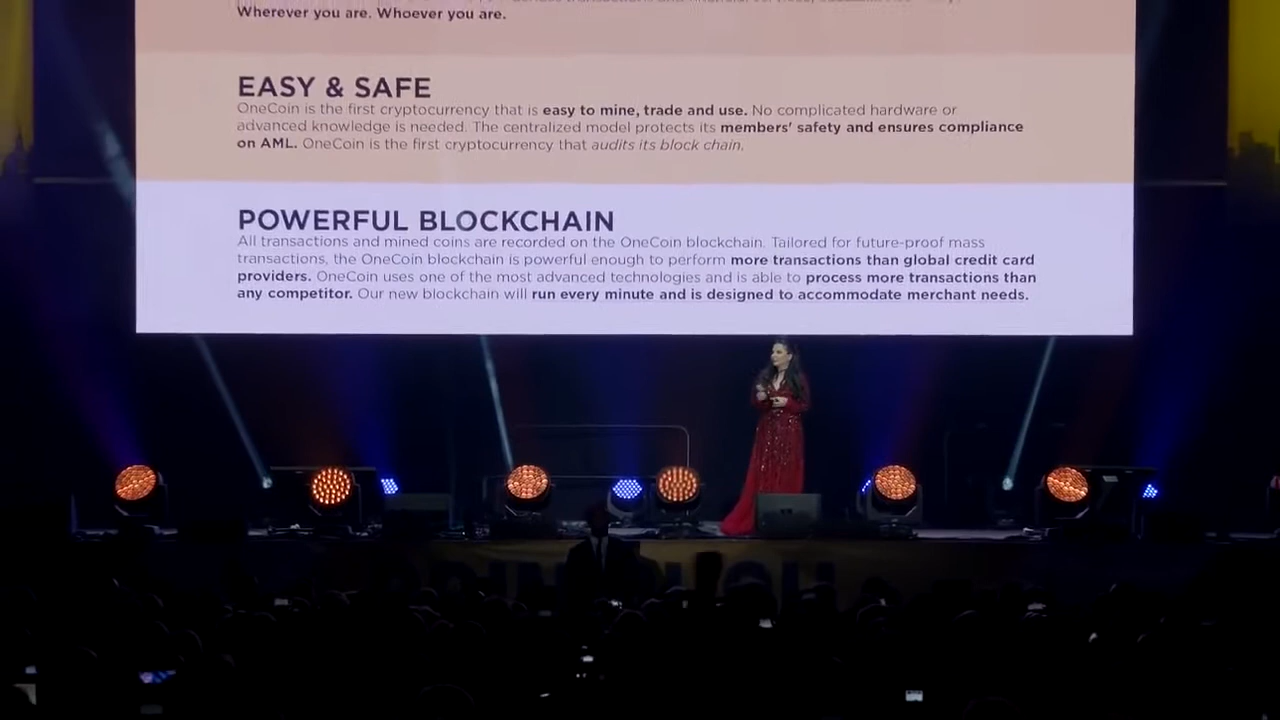 Wherever you are. Whoever you are.
EASY & SAFE
OneCoin is the first cryptocurrency that is easy to mine, trade and use. No complicated hardware or
advanced knowledge is needed. The centralized model protects its members' safety and ensures compliance
on AML. OneCoin is the first cryptocurrency that audits its block chain.
POWERFUL BLOCKCHAIN
All transactions and mined coins are recorded on the OneCoin blockchain. Tailored for future-proof mass
transactions, the OneCoin blockchain is powerful enough to perform more transactions than global credit card
providers. OneCoin uses one of the most advanced technologies and is able to process more transactions than
any competitor. Our new blockchain will run every minute and is designed to accommodate merchant needs.